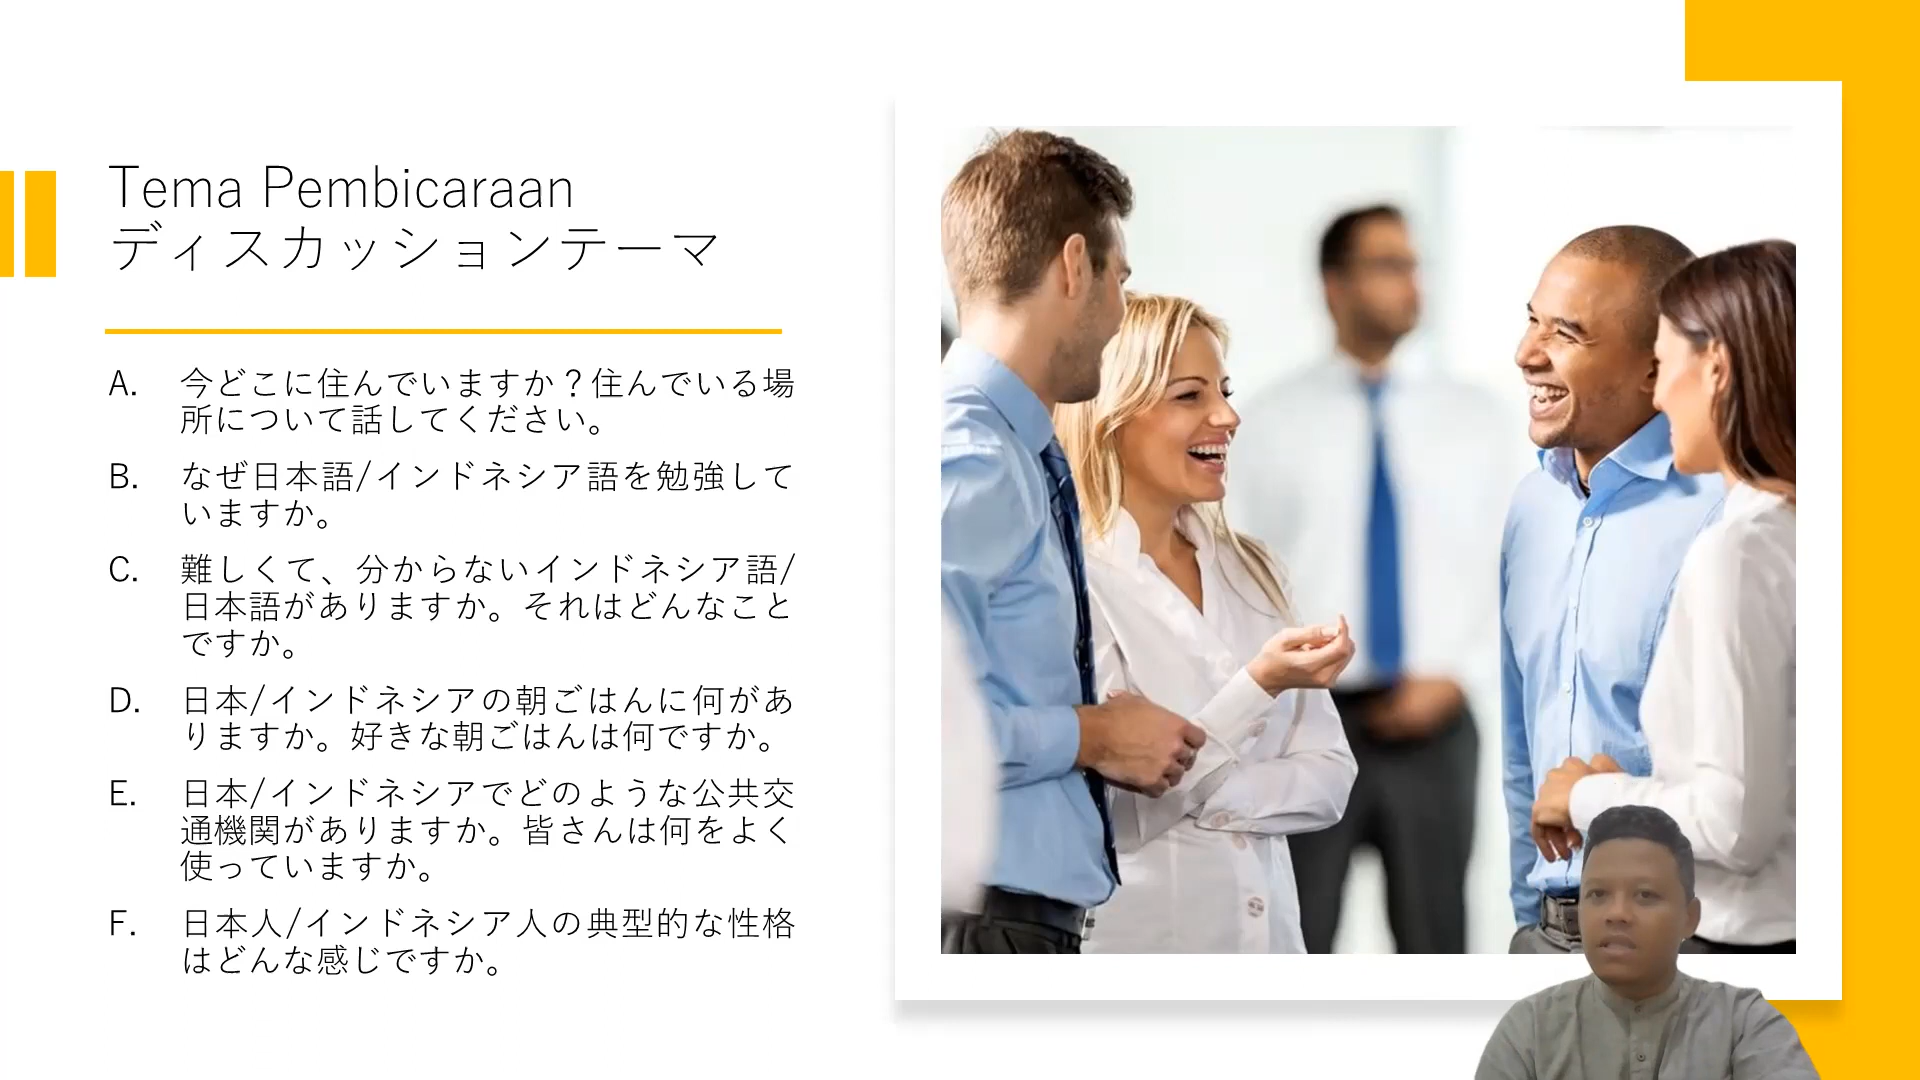 Tema Pembicaraan
ディスカッションテーマ
A. 今どこに住んでいますか？住んでいる場
所について話してください。
B. なぜ日本語/インドネシア語を勉強して
いますか。
C. 難しくて、分からないインドネシア語/
日本語がありますか。それはどんなこと
ですか。
D. 日本/インドネシアの朝ごはんに何があ
りますか。好きな朝ごはんは何ですか。
E. 日本/インドネシアでどのような公共交
通機関がありますか。皆さんは何をよく
使っていますか。
F. 日本人/インドネシア人の典型的な性格
はどんな感じですか。